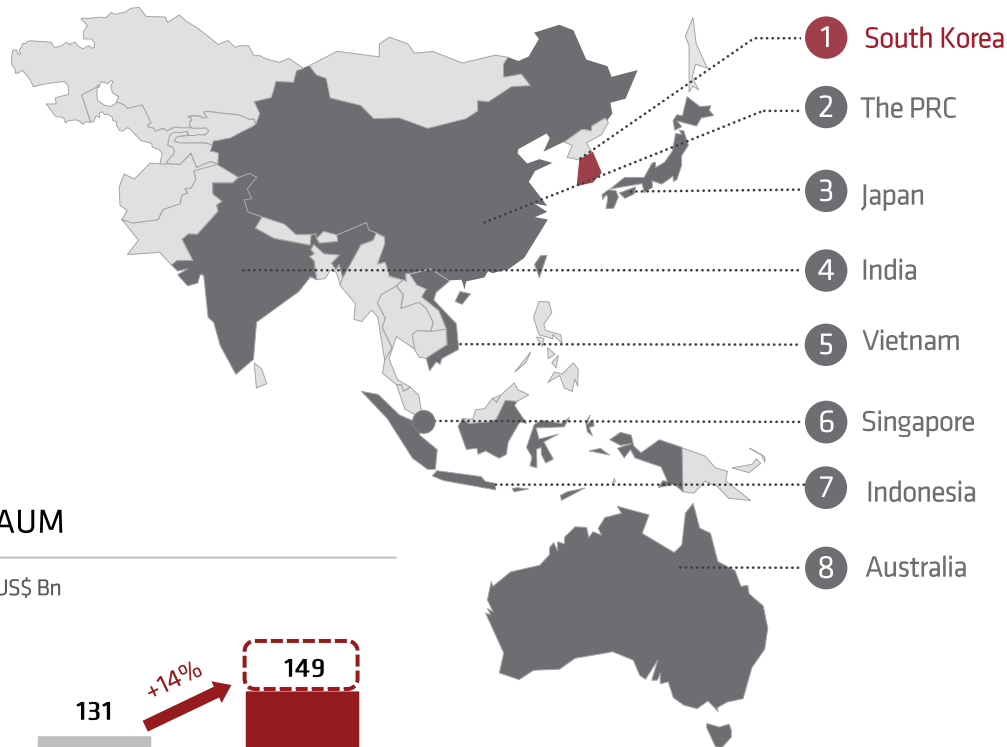 1 South Korea
2 The PRC
3 Japan
4 India
5 Vietnam
6 Singapore
7 Indonesia
8 Australia
AUM
US$ Bn
131
+14%
149